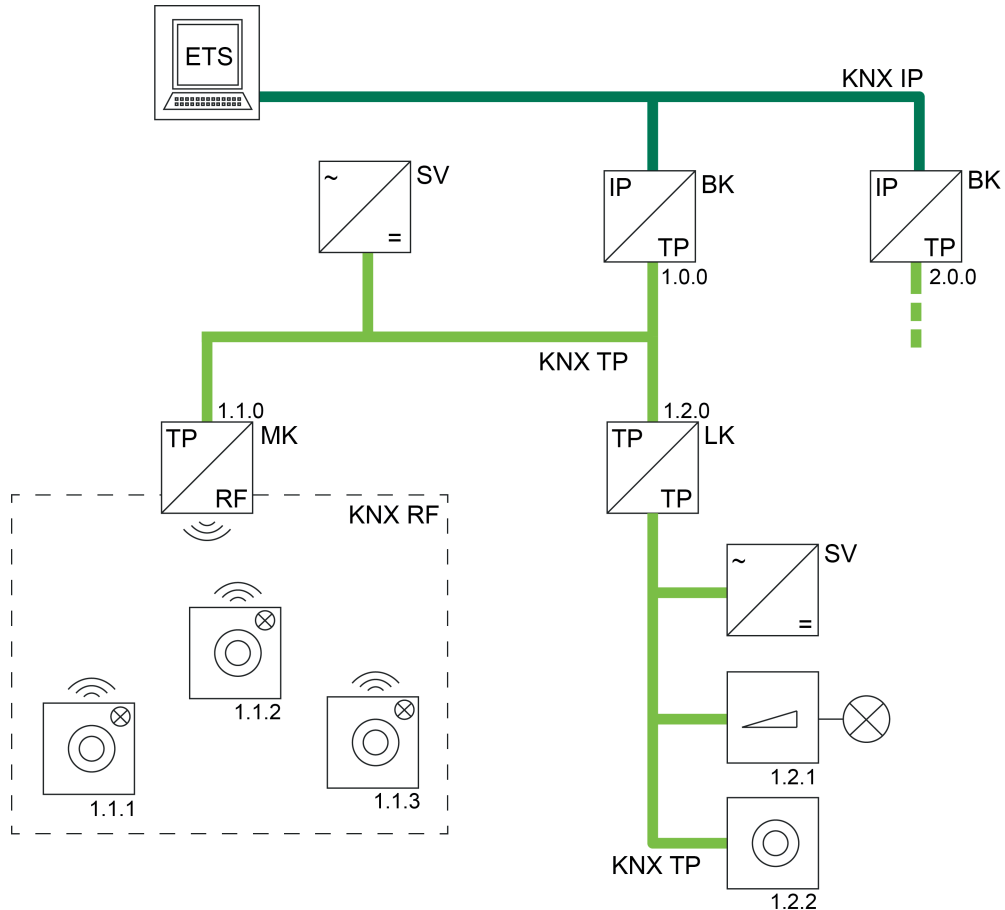 ETS
KNX IP
~
=
SV
IP
TP
BK
1.0.0
IP
TP
BK
2.0.0
KNX TP
1.1.0
TP
RF
MK
1.2.0
TP
TP
LK
KNX RF
~
=
SV
1.1.2
1.1.1
1.1.3
1.2.1
KNX TP
1.2.2